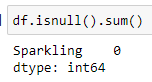 df.isnull().sum()
Sparkling    0
dtype: int64